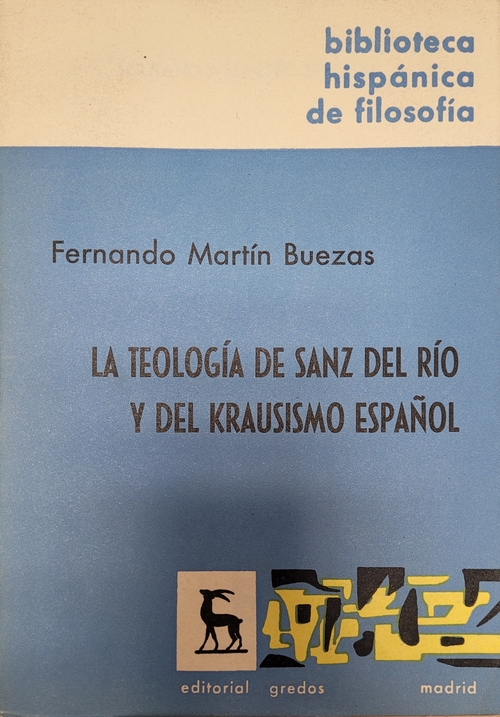 biblioteca
hispánica
de filosofía
Fernando Martín Buezas
LA TEOLOGÍA DE SANZ DEL RÍO
Y DEL KRAUSISMO ESPAÑOL
editorial gredos madrid